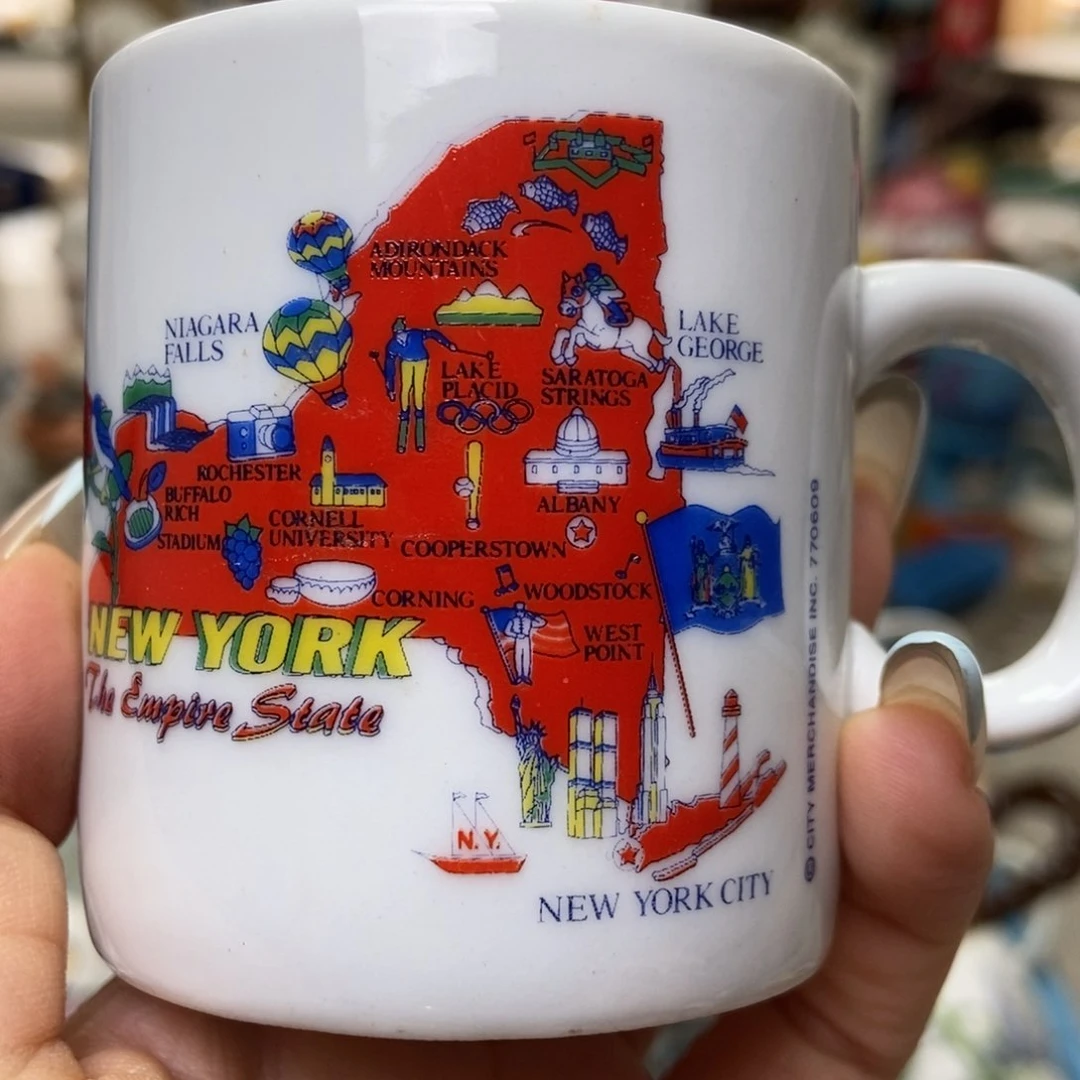 ADIRONDACK
MOUNTAINS
NIAGARA
FALLS
LAKE
GEORGE
LAKE
PLACID
SARATOGA
STRINGS
ROCHESTER
BUFFALO
RICH
STADIUM
ALBANY
CORNELL
UNIVERSITY
COOPERSTOWN
CORNING
WOODSTOCK
WEST
POINT
NEW YORK
The Empire State
N.Y.
NEW YORK CITY
© CITY MERCHANDISE INC. 770609